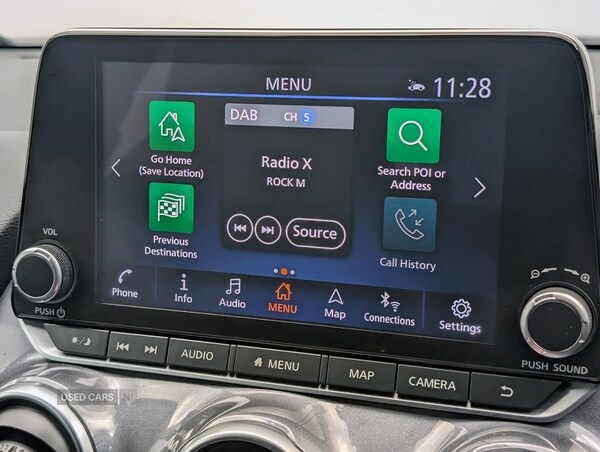 MENU
11:28
DAB CH 5
Go Home
(Save Location)
Radio X
ROCK M
Search POI or
Address
Previous
Destinations
Source
Call History
VOL
PUSH
Phone
Info
Audio
MENU
Map
Connections
Settings
PUSH SOUND
AUDIO
MENU
MAP
CAMERA
USED CARS NI